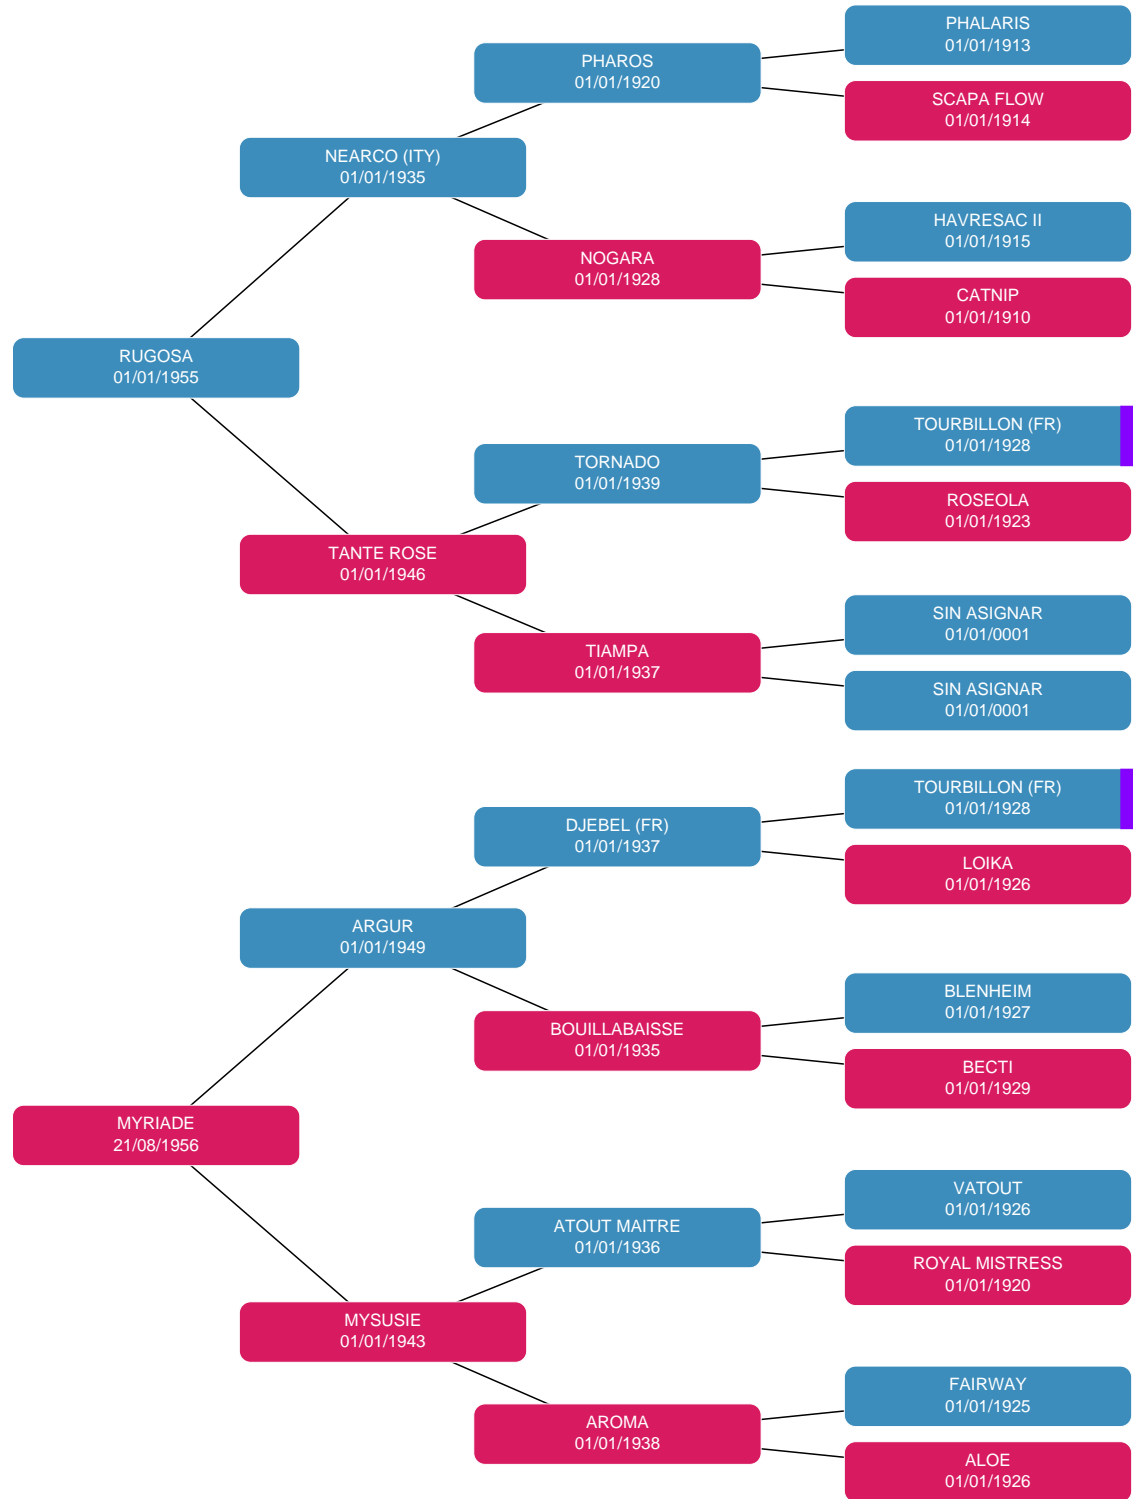 PHALARIS
01/01/1913
PHAROS
01/01/1920
SCAPA FLOW
01/01/1914
NEARCO (ITY)
01/01/1935
HAVRESAC II
01/01/1915
NOGARA
01/01/1928
CATNIP
01/01/1910
RUGOSA
01/01/1955
TOURBILLON (FR)
01/01/1928
TORNADO
01/01/1939
ROSEOLA
01/01/1923
TANTE ROSE
01/01/1946
SIN ASIGNAR
01/01/0001
TIAMPA
01/01/1937
SIN ASIGNAR
01/01/0001
TOURBILLON (FR)
01/01/1928
DJEBEL (FR)
01/01/1937
LOIKA
01/01/1926
ARGUR
01/01/1949
BLENHEIM
01/01/1927
BOUILLABAISSE
01/01/1935
BECTI
01/01/1929
MYRIADE
21/08/1956
VATOUT
01/01/1926
ATOUT MAITRE
01/01/1936
ROYAL MISTRESS
01/01/1920
MYSUSIE
01/01/1943
FAIRWAY
01/01/1925
AROMA
01/01/1938
ALOE
01/01/1926